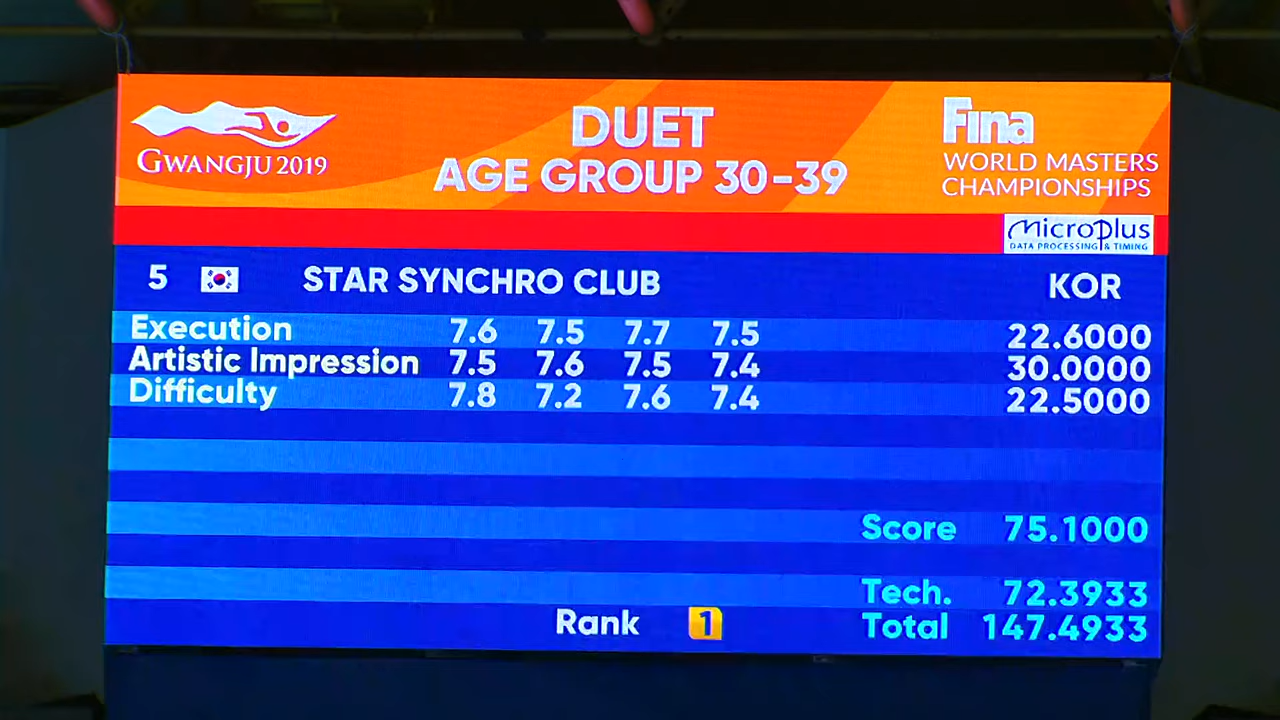 GWANGJU 2019
DUET
AGE GROUP 30-39
Fina
WORLD MASTERS
CHAMPIONSHIPS
Microplus
DATA PROCESSING & TIMING
5 STAR SYNCHRO CLUB KOR
Execution 7.6 7.5 7.7 7.5 22.6000
Artistic Impression 7.5 7.6 7.5 7.4 30.0000
Difficulty 7.8 7.2 7.6 7.4 22.5000
Score 75.1000
Tech. 72.3933
Rank 1 Total 147.4933